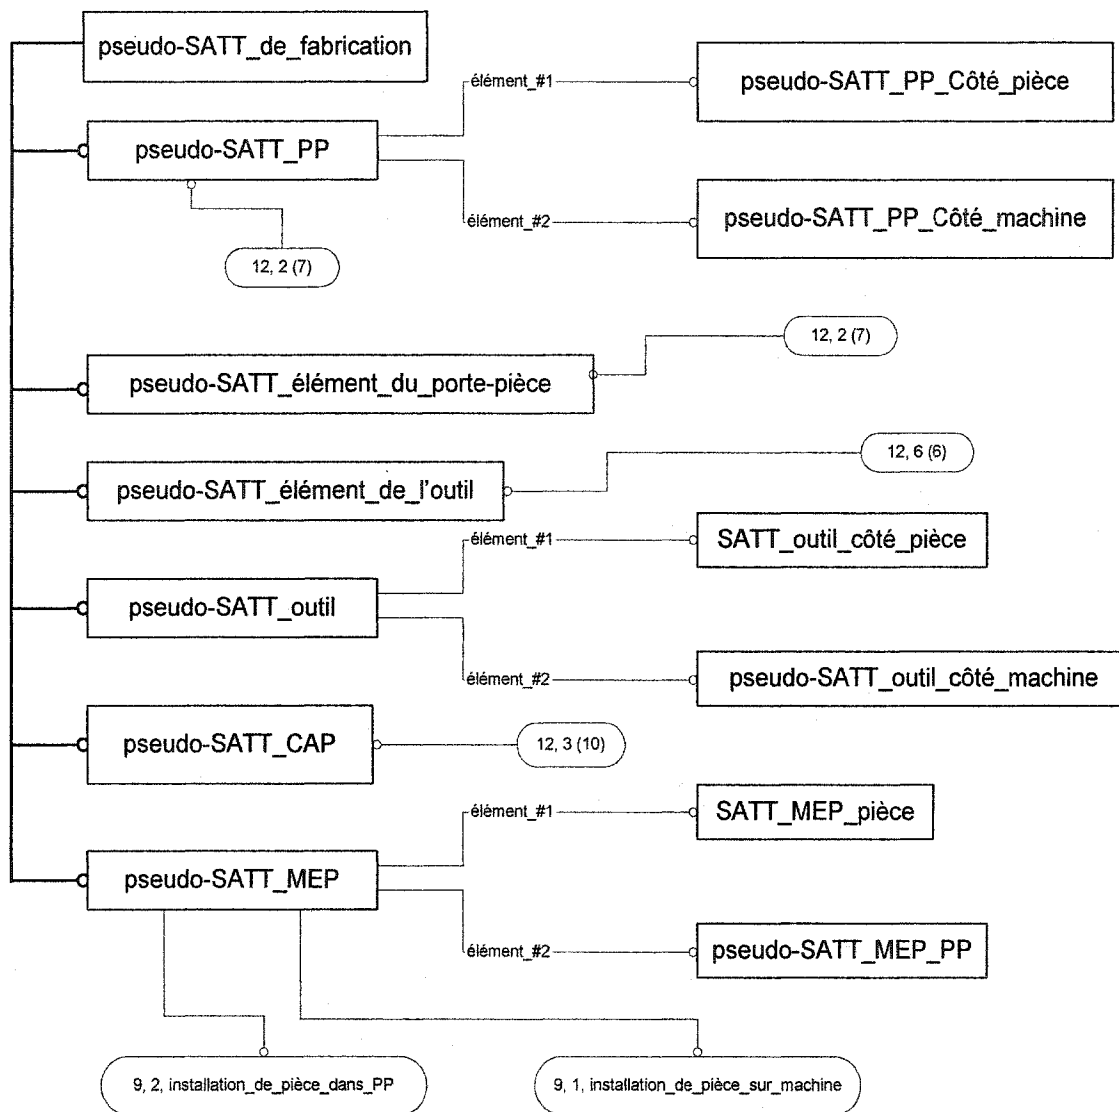 pseudo-SATT_de_fabrication
élément_#1
pseudo-SATT_PP_Côté_pièce
pseudo-SATT_PP
élément_#2
pseudo-SATT_PP_Côté_machine
12, 2 (7)
12, 2 (7)
pseudo-SATT_élément_du_porte-pièce
12, 6 (6)
pseudo-SATT_élément_de_l'outil
élément_#1
SATT_outil_côté_pièce
pseudo-SATT_outil
élément_#2
pseudo-SATT_outil_côté_machine
pseudo-SATT_CAP
12, 3 (10)
élément_#1
SATT_MEP_pièce
pseudo-SATT_MEP
élément_#2
pseudo-SATT_MEP_PP
9, 2, installation_de_pièce_dans_PP
9, 1, installation_de_pièce_sur_machine